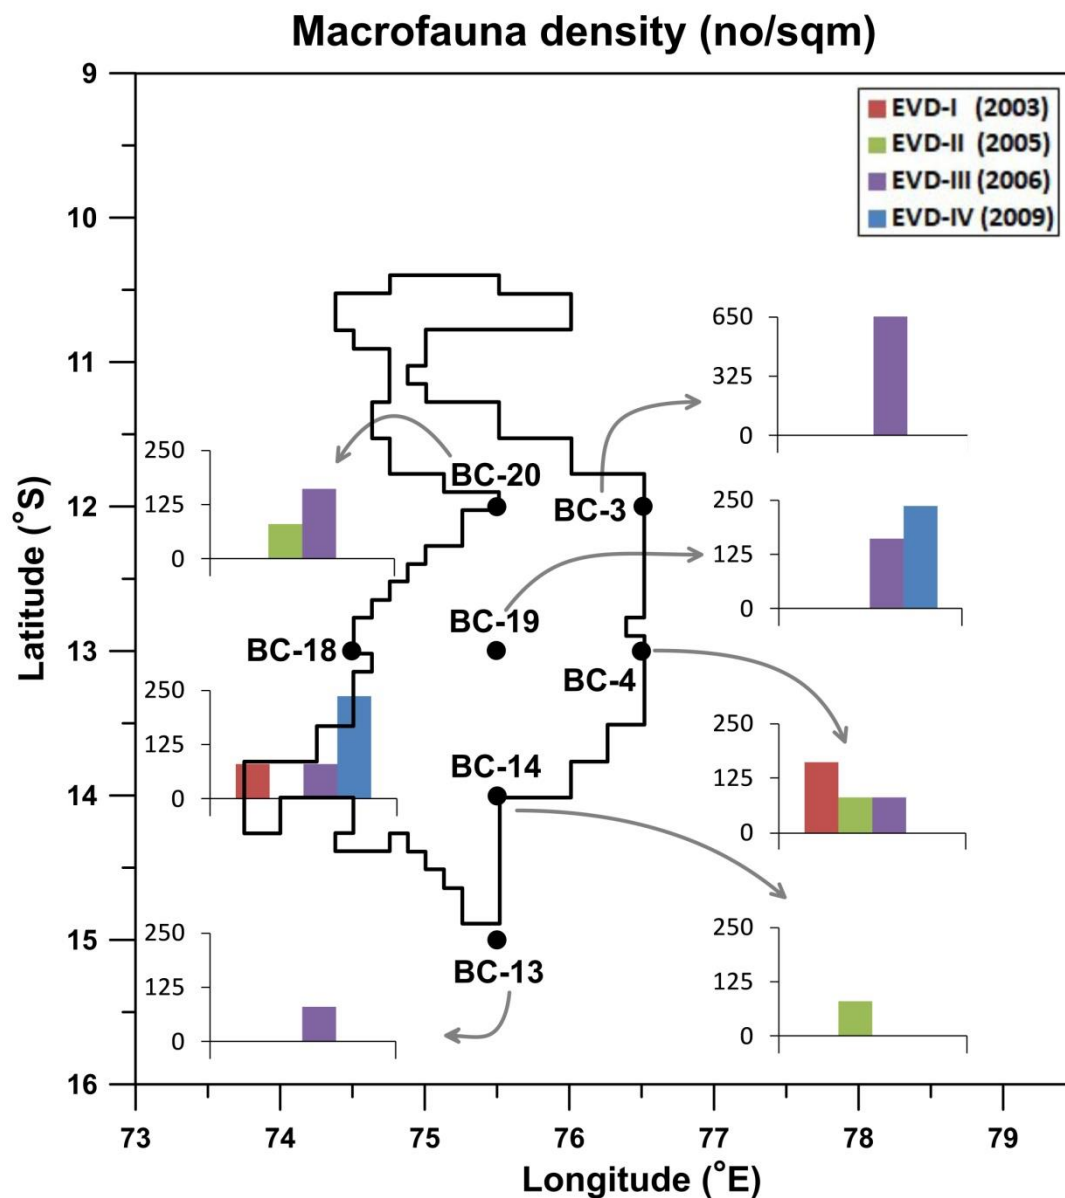 Macrofauna density (no/sqm)
9
EVD-I (2003)
EVD-II (2005)
EVD-III (2006)
EVD-IV (2009)
10
650
325
0
11
250
125
0
BC-20
12
BC-3
250
125
0
BC-19
BC-18
13
BC-4
250
125
0
250
125
0
BC-14
14
15
250
125
0
BC-13
250
125
0
16
73
74
75
76
77
78
79
Latitude (°S)
Longitude (°E)